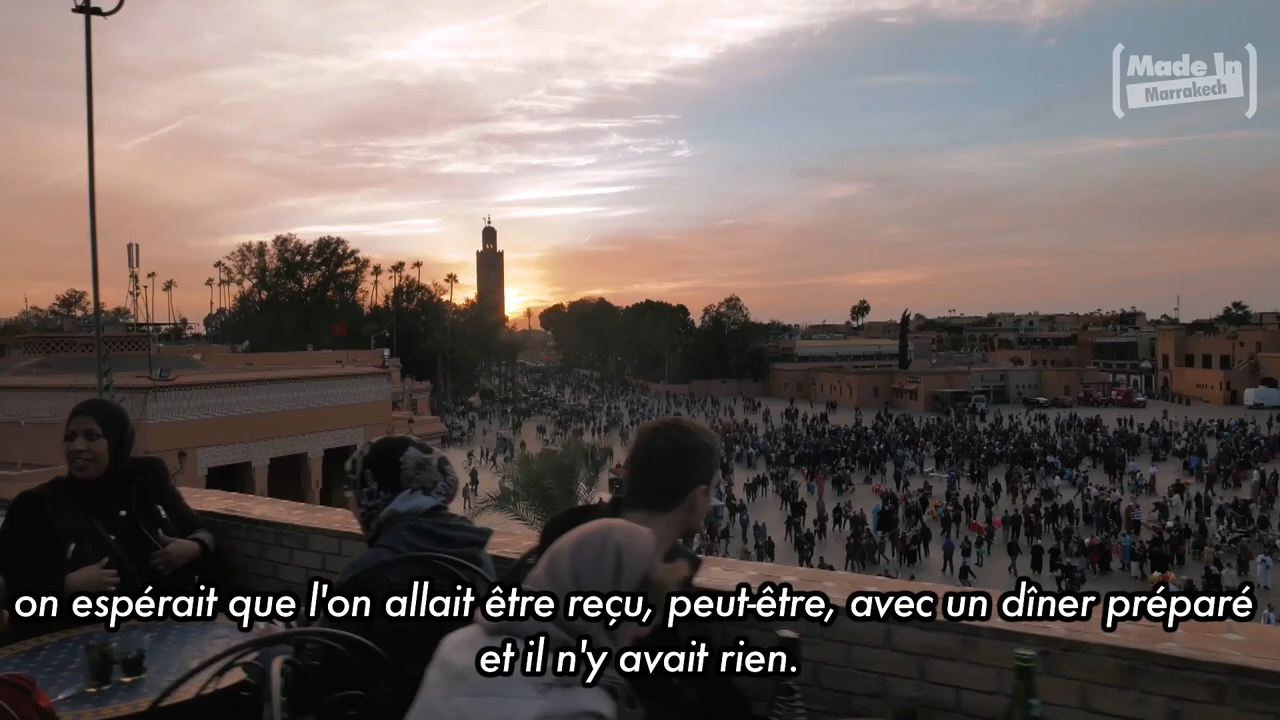 Made In
Marrakech
on espérait que l'on allait être reçu, peut-être, avec un dîner préparé
et il n'y avait rien.